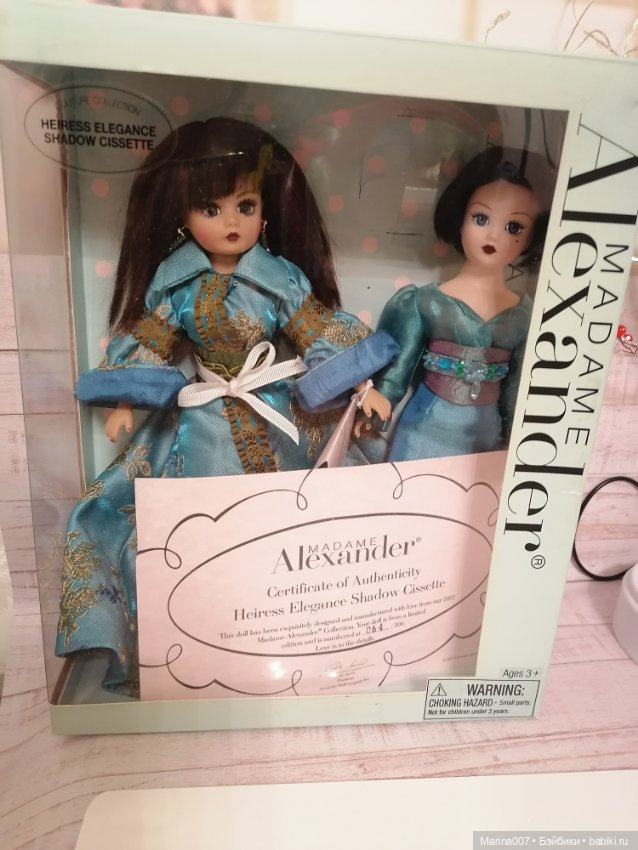 COUTURE COLLECTION
HEIRESS ELEGANCE
SHADOW CISSETTE
MADAME
Alexander®
MADAME
Alexander®
Certificate of Authenticity
Heiress Elegance Shadow Cissette
This doll has been exquisitely designed and manufactured with love from our 2007
Madame Alexander® Collection. Your doll is from a limited
edition and is numbered at 064 /300.
Love is in the details.
President
Ages 3+
WARNING:
CHOKING HAZARD - Small parts.
Not for children under 3 years.
Marina007 • Бэйбики • babiki.ru